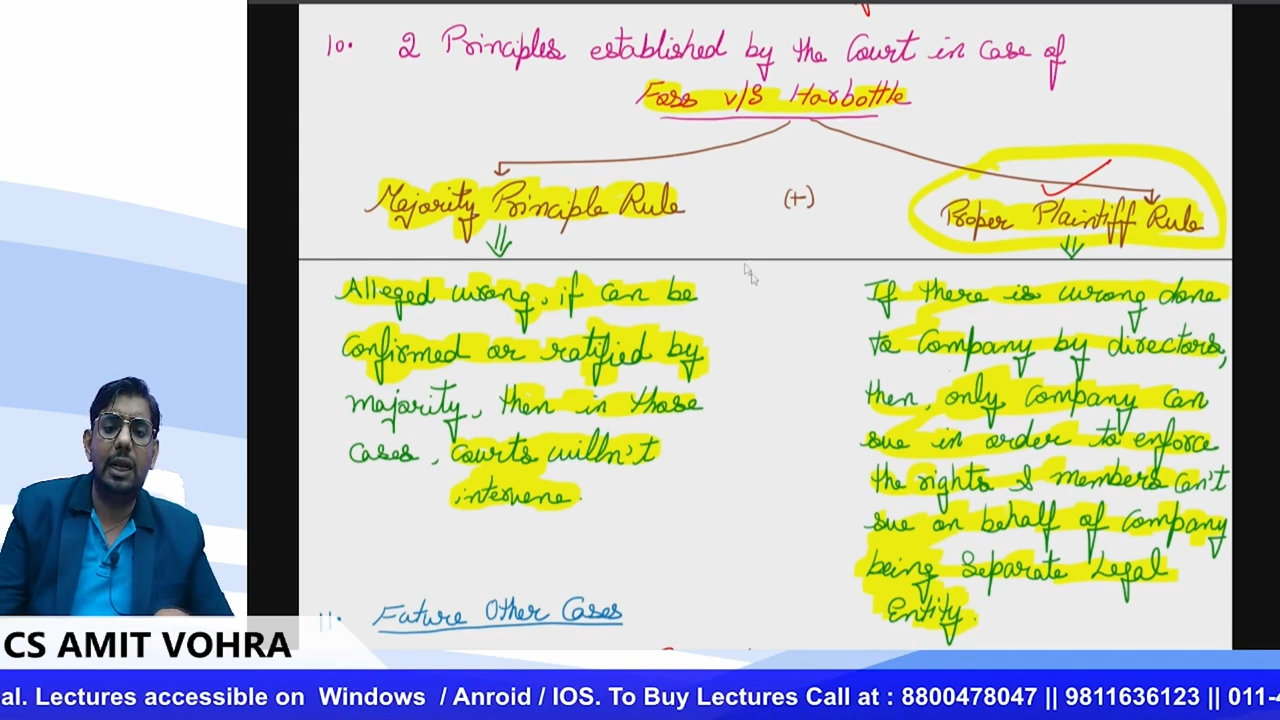 10. 2 Principles established by the Court in case of
Foss v/s Harbottle
Majority Principle Rule (+) Proper Plaintiff Rule
Alleged wrong, if can be
confirmed or ratified by
majority, then in those
cases, courts willn't
intervene.
If there is wrong done
to Company by directors,
then, only company can
sue in order to enforce
the rights & members can't
sue on behalf of company
being Separate Legal
Entity.
11. Future Other Cases
CS AMIT VOHRA
al. Lectures accessible on Windows / Anroid / IOS. To Buy Lectures Call at : 8800478047 || 9811636123 || 011-